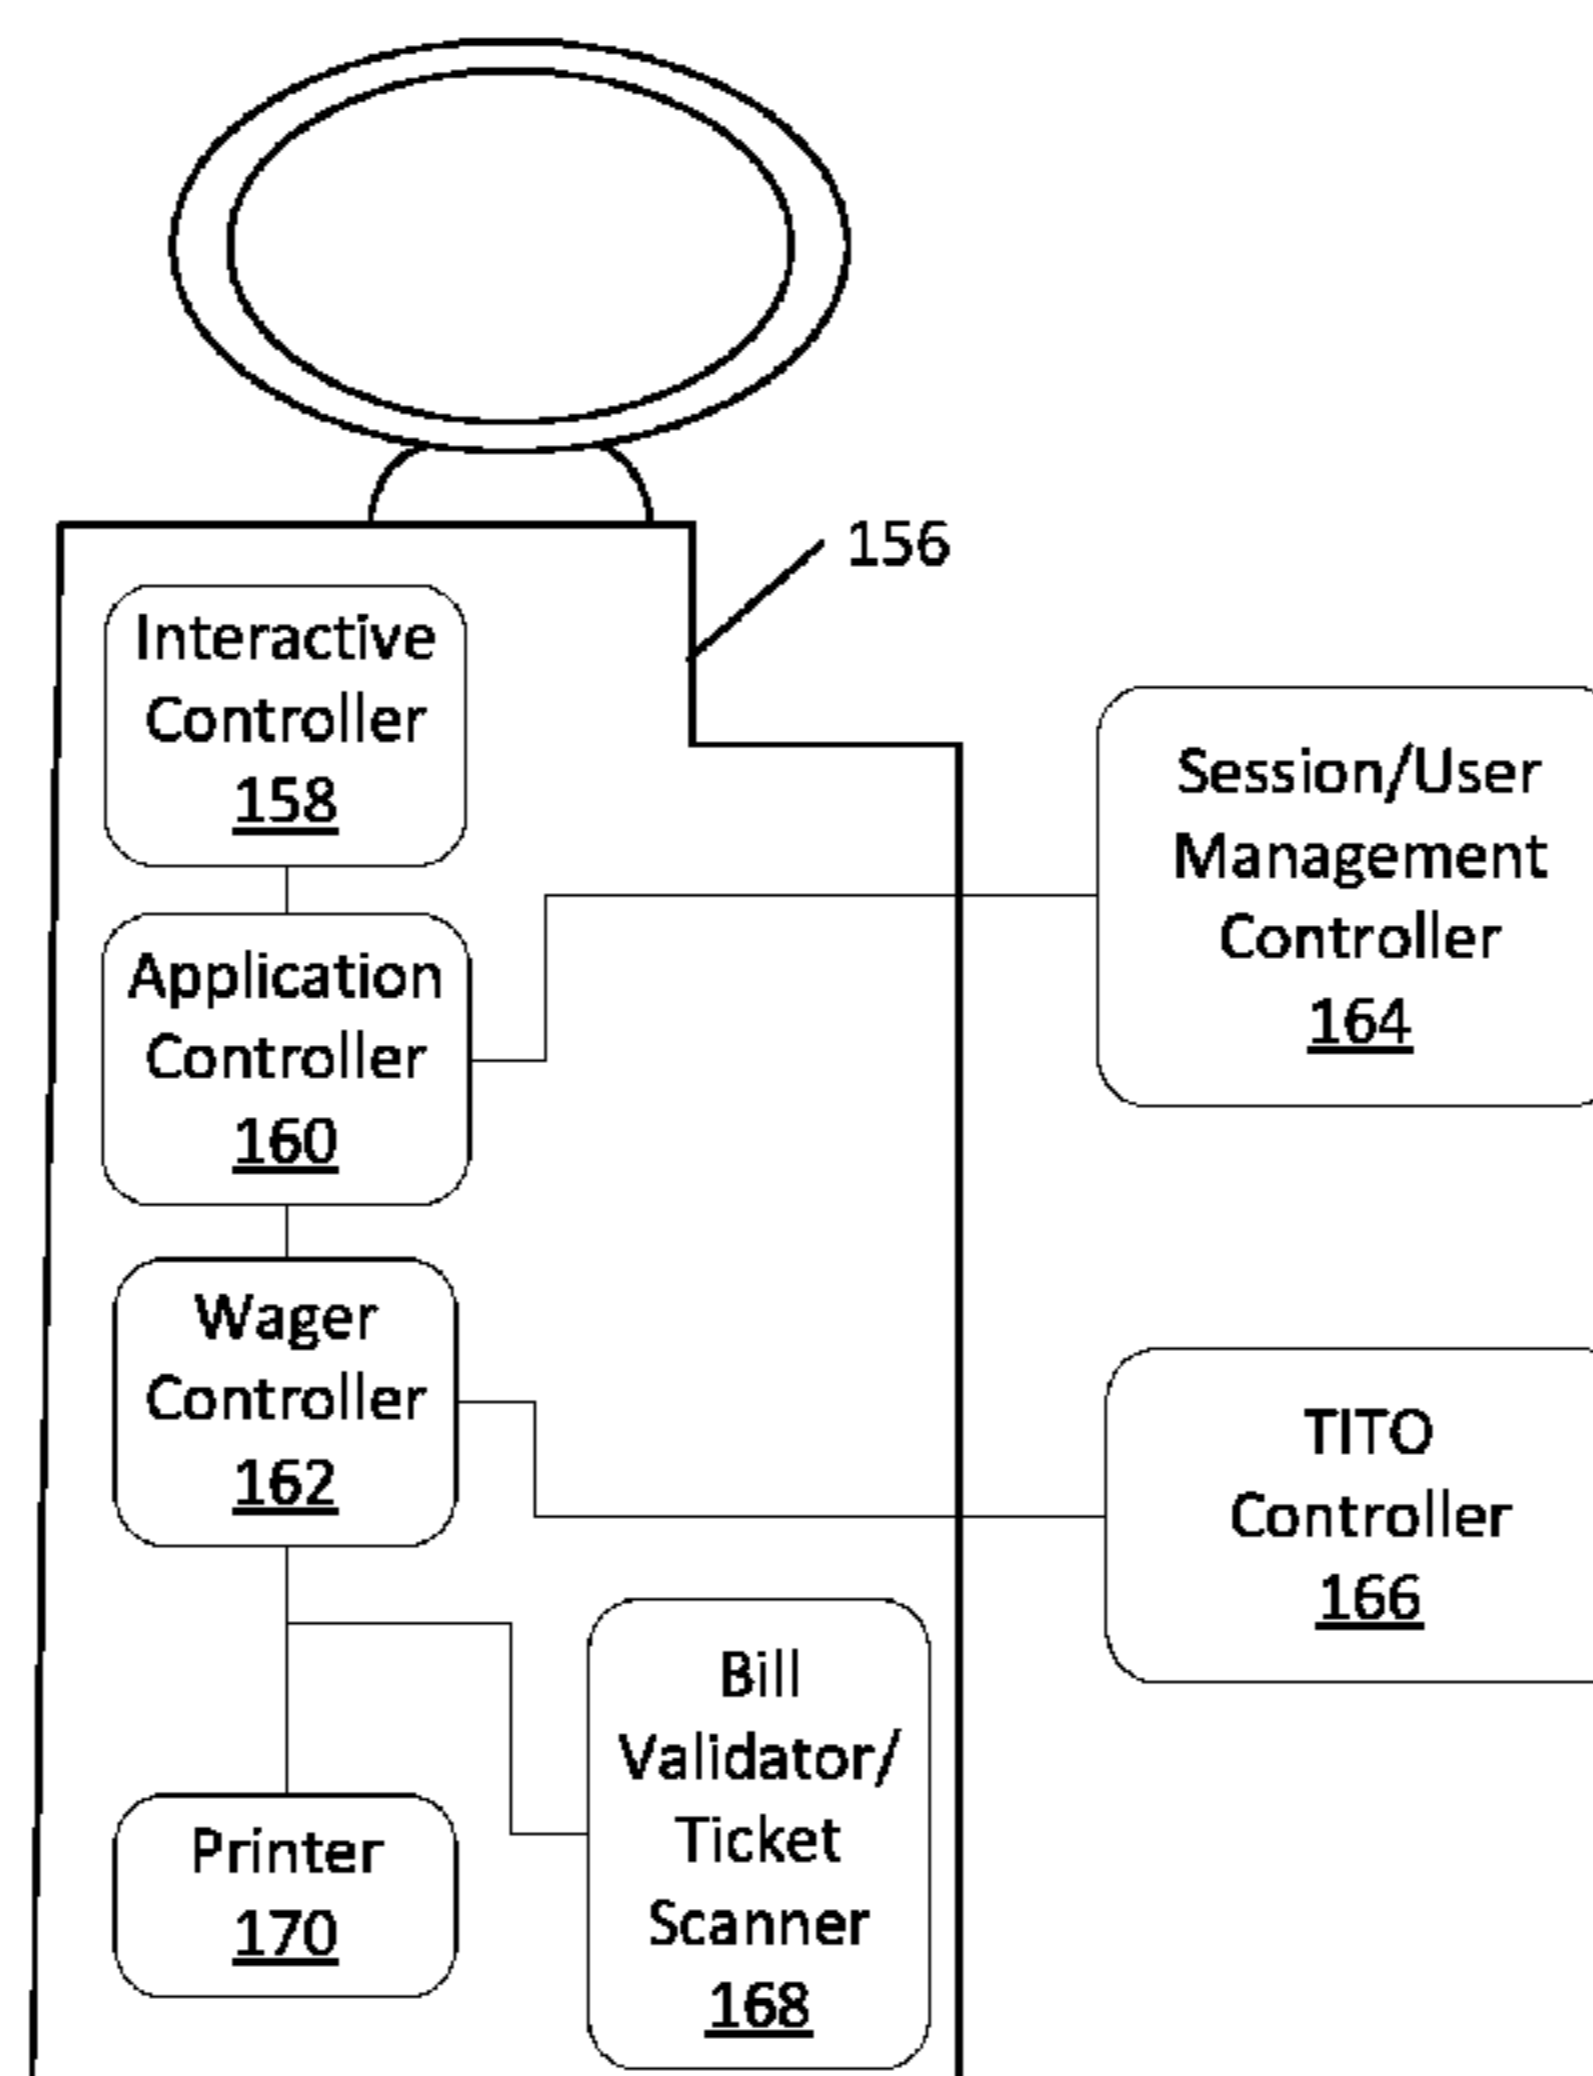 156
Interactive
Controller
158
Session/User
Management
Controller
164
Application
Controller
160
Wager
Controller
162
TITO
Controller
166
Bill
Validator/
Ticket
Scanner
168
Printer
170